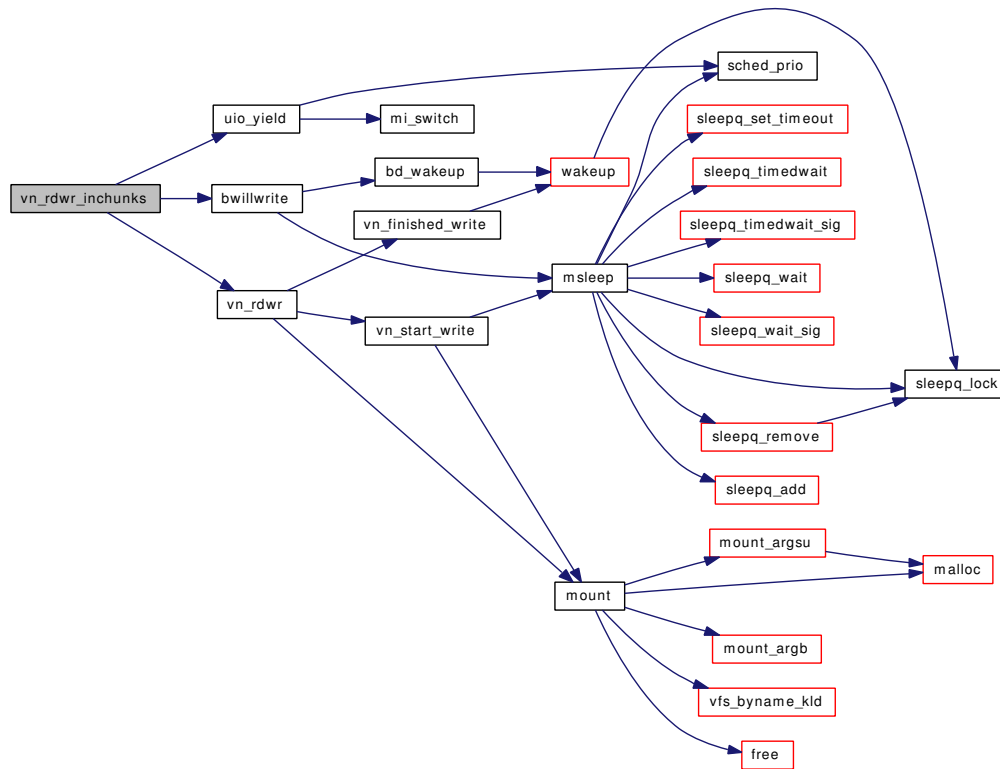 sched_prio
uio_yield
mi_switch
sleepq_set_timeout
bd_wakeup
wakeup
sleepq_timedwait
vn_rdwr_inchunks
bwillwrite
vn_finished_write
sleepq_timedwait_sig
msleep
sleepq_wait
vn_rdwr
vn_start_write
sleepq_wait_sig
sleepq_lock
sleepq_remove
sleepq_add
mount_argsu
malloc
mount
mount_argb
vfs_byname_kld
free